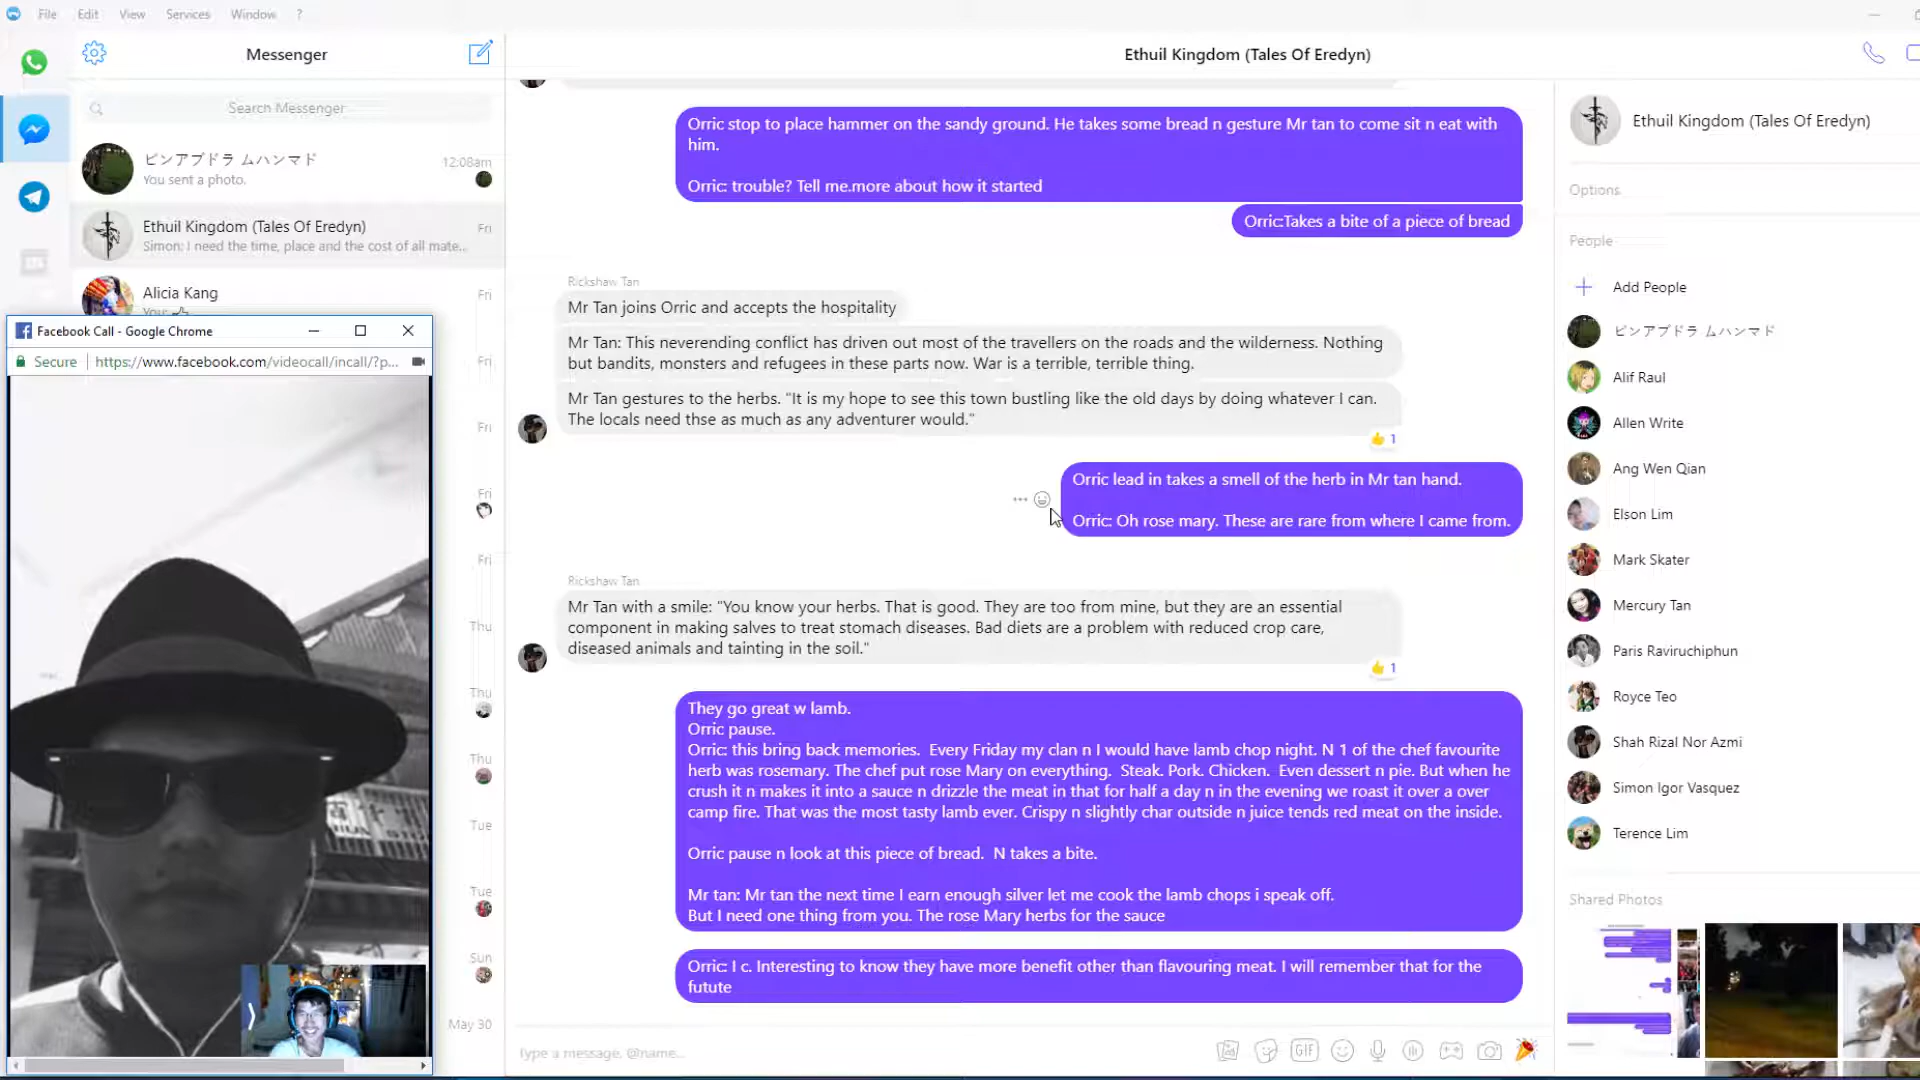 File Edit View Services Window ?
Messenger
Search Messenger
ビンアブドラ ムハンマド
12:08am
You sent a photo.
Ethuil Kingdom (Tales Of Eredyn)
Fri
Simon: I need the time, place and the cost of all mate...
Alicia Kang
Fri
You:
Fri
Fri
Fri
Fri
Thu
Thu
Thu
Tue
Tue
Sun
May 30
Facebook Call - Google Chrome
Secure
https://www.facebook.com/videocall/incall/?p...
Ethuil Kingdom (Tales Of Eredyn)
Orric stop to place hammer on the sandy ground. He takes some bread n gesture Mr tan to come sit n eat with
him.
Orric: trouble? Tell me.more about how it started
Orric:Takes a bite of a piece of bread
Rickshaw Tan
Mr Tan joins Orric and accepts the hospitality
Mr Tan: This neverending conflict has driven out most of the travellers on the roads and the wilderness. Nothing
but bandits, monsters and refugees in these parts now. War is a terrible, terrible thing.
Mr Tan gestures to the herbs. "It is my hope to see this town bustling like the old days by doing whatever I can.
The locals need thse as much as any adventurer would."
1
Orric lead in takes a smell of the herb in Mr tan hand.
Orric: Oh rose mary. These are rare from where I came from.
Rickshaw Tan
Mr Tan with a smile: "You know your herbs. That is good. They are too from mine, but they are an essential
component in making salves to treat stomach diseases. Bad diets are a problem with reduced crop care,
diseased animals and tainting in the soil."
1
They go great w lamb.
Orric pause.
Orric: this bring back memories.  Every Friday my clan n I would have lamb chop night. N 1 of the chef favourite
herb was rosemary. The chef put rose Mary on everything.  Steak. Pork. Chicken.  Even dessert n pie. But when he
crush it n makes it into a sauce n drizzle the meat in that for half a day n in the evening we roast it over a over
camp fire. That was the most tasty lamb ever. Crispy n slightly char outside n juice tends red meat on the inside.
Orric pause n look at this piece of bread.  N takes a bite.
Mr tan: Mr tan the next time I earn enough silver let me cook the lamb chops i speak off.
But I need one thing from you. The rose Mary herbs for the sauce
Orric: I c. Interesting to know they have more benefit other than flavouring meat. I will remember that for the
futute
Type a message, @name...
GIF
Ethuil Kingdom (Tales Of Eredyn)
Options
People
Add People
ビンアブドラ ムハンマド
Alif Raul
Allen Write
Ang Wen Qian
Elson Lim
Mark Skater
Mercury Tan
Paris Raviruchiphun
Royce Teo
Shah Rizal Nor Azmi
Simon Igor Vasquez
Terence Lim
Shared Photos